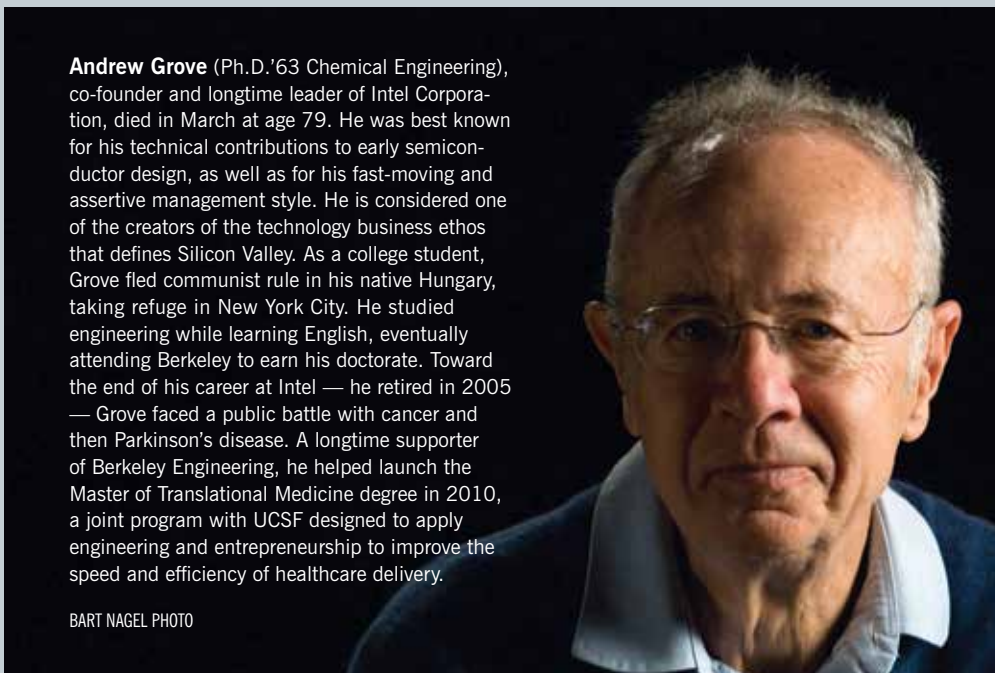 Andrew Grove (Ph.D.’63 Chemical Engineering),
co-founder and longtime leader of Intel Corpora-
tion, died in March at age 79. He was best known
for his technical contributions to early semicon-
ductor design, as well as for his fast-moving and
assertive management style. He is considered one
of the creators of the technology business ethos
that defines Silicon Valley. As a college student,
Grove fled communist rule in his native Hungary,
taking refuge in New York City. He studied
engineering while learning English, eventually
attending Berkeley to earn his doctorate. Toward
the end of his career at Intel — he retired in 2005
— Grove faced a public battle with cancer and
then Parkinson’s disease. A longtime supporter
of Berkeley Engineering, he helped launch the
Master of Translational Medicine degree in 2010,
a joint program with UCSF designed to apply
engineering and entrepreneurship to improve the
speed and efficiency of healthcare delivery.
BART NAGEL PHOTO